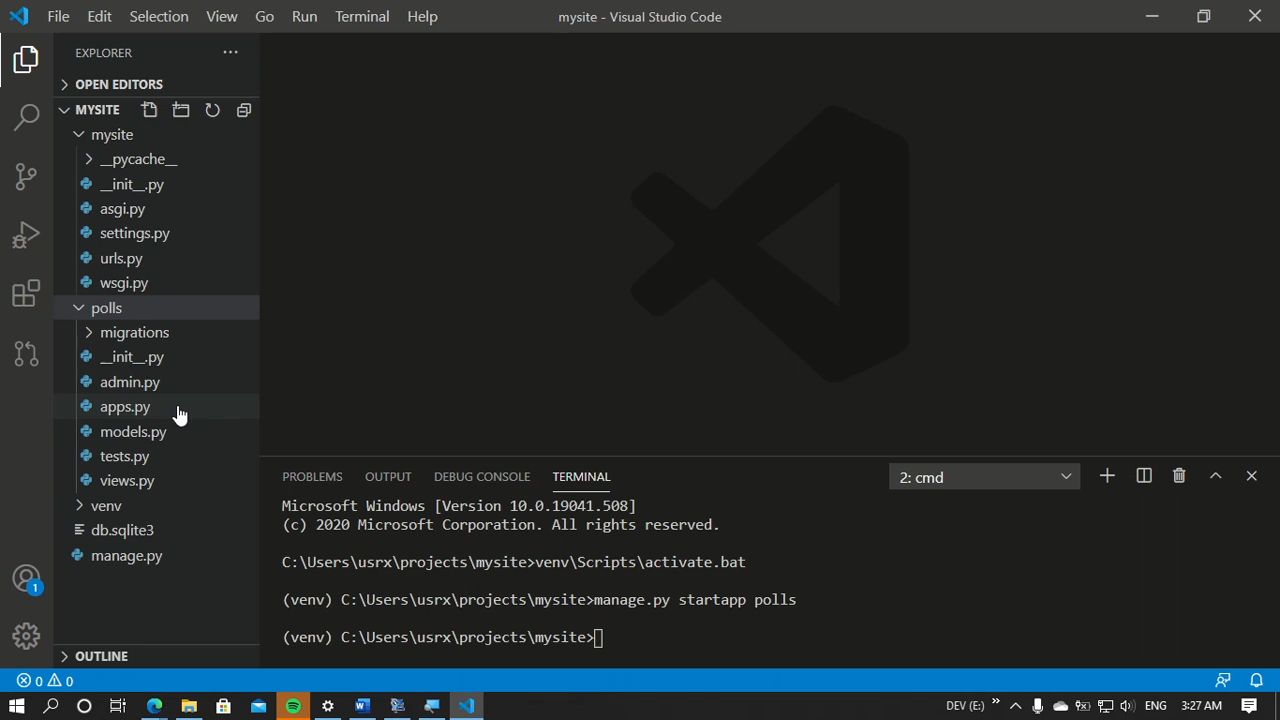 File Edit Selection View Go Run Terminal Help
mysite - Visual Studio Code
EXPLORER
OPEN EDITORS
MYSITE
mysite
__pycache__
__init__.py
asgi.py
settings.py
urls.py
wsgi.py
polls
migrations
__init__.py
admin.py
apps.py
models.py
tests.py
views.py
venv
db.sqlite3
manage.py
OUTLINE
PROBLEMS OUTPUT DEBUG CONSOLE TERMINAL
2: cmd
Microsoft Windows [Version 10.0.19041.508]
(c) 2020 Microsoft Corporation. All rights reserved.
C:\Users\usrx\projects\mysite>venv\Scripts\activate.bat
(venv) C:\Users\usrx\projects\mysite>manage.py startapp polls
(venv) C:\Users\usrx\projects\mysite>
1
0 0
DEV (E:) ENG 3:27 AM